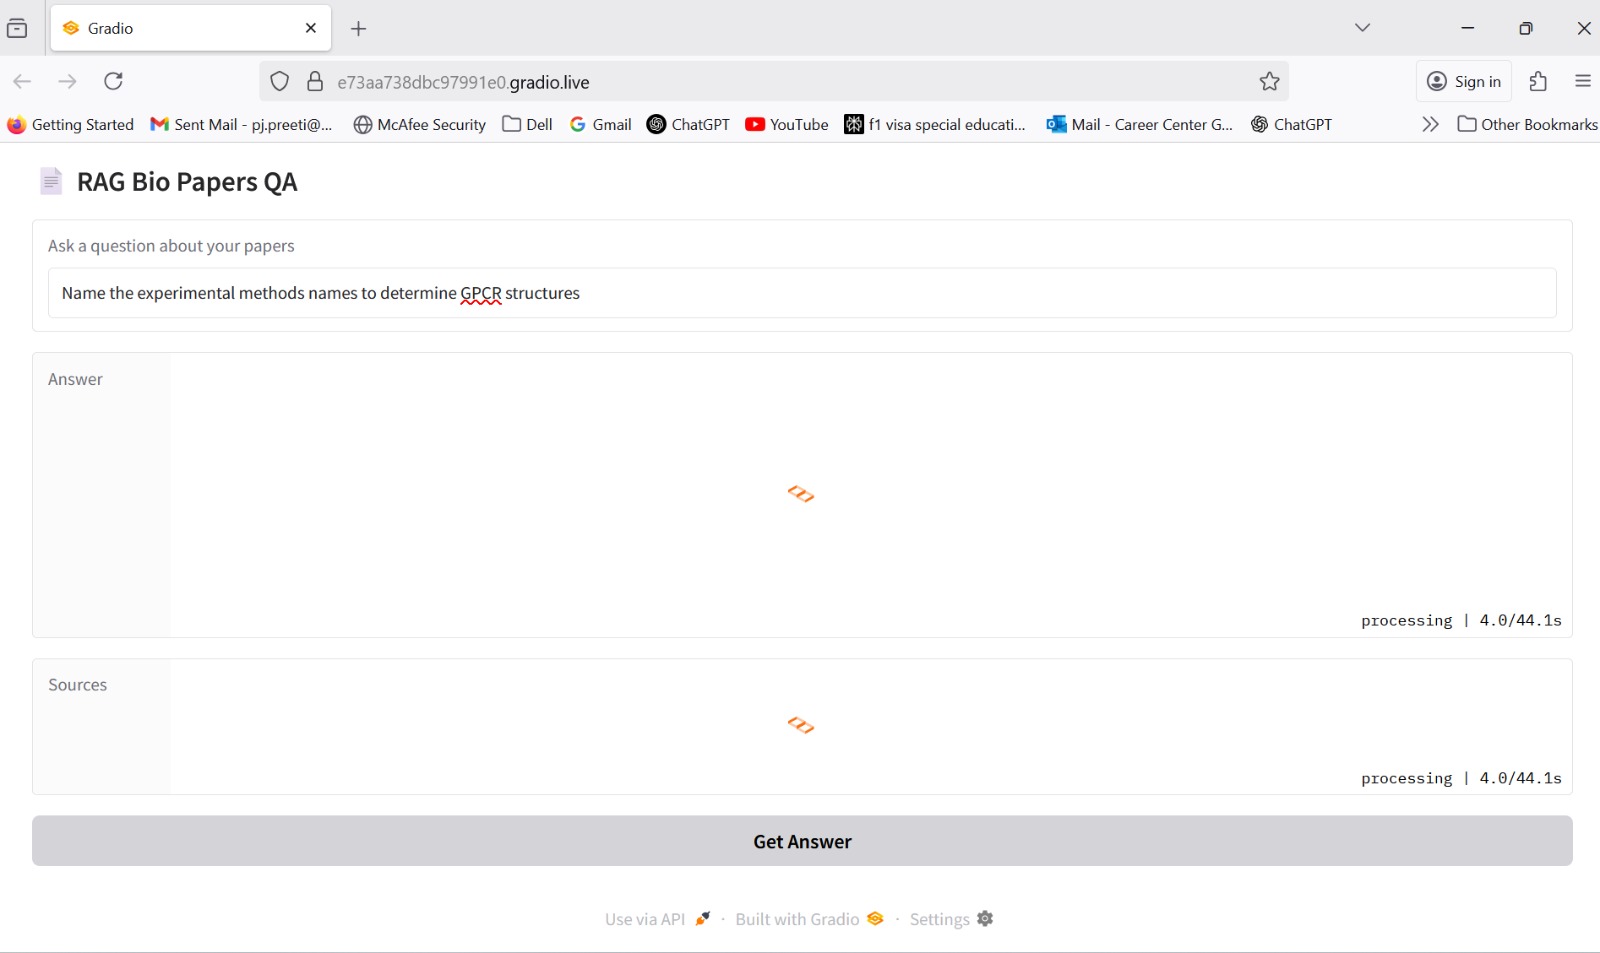 Gradio
e73aa738dbc97991e0.gradio.live
Sign in
Getting Started Sent Mail - pj.preeti@... McAfee Security Dell Gmail ChatGPT YouTube f1 visa special educati... Mail - Career Center G... ChatGPT Other Bookmarks
RAG Bio Papers QA
Ask a question about your papers
Name the experimental methods names to determine GPCR structures
Answer
processing | 4.0/44.1s
Sources
processing | 4.0/44.1s
Get Answer
Use via API · Built with Gradio · Settings